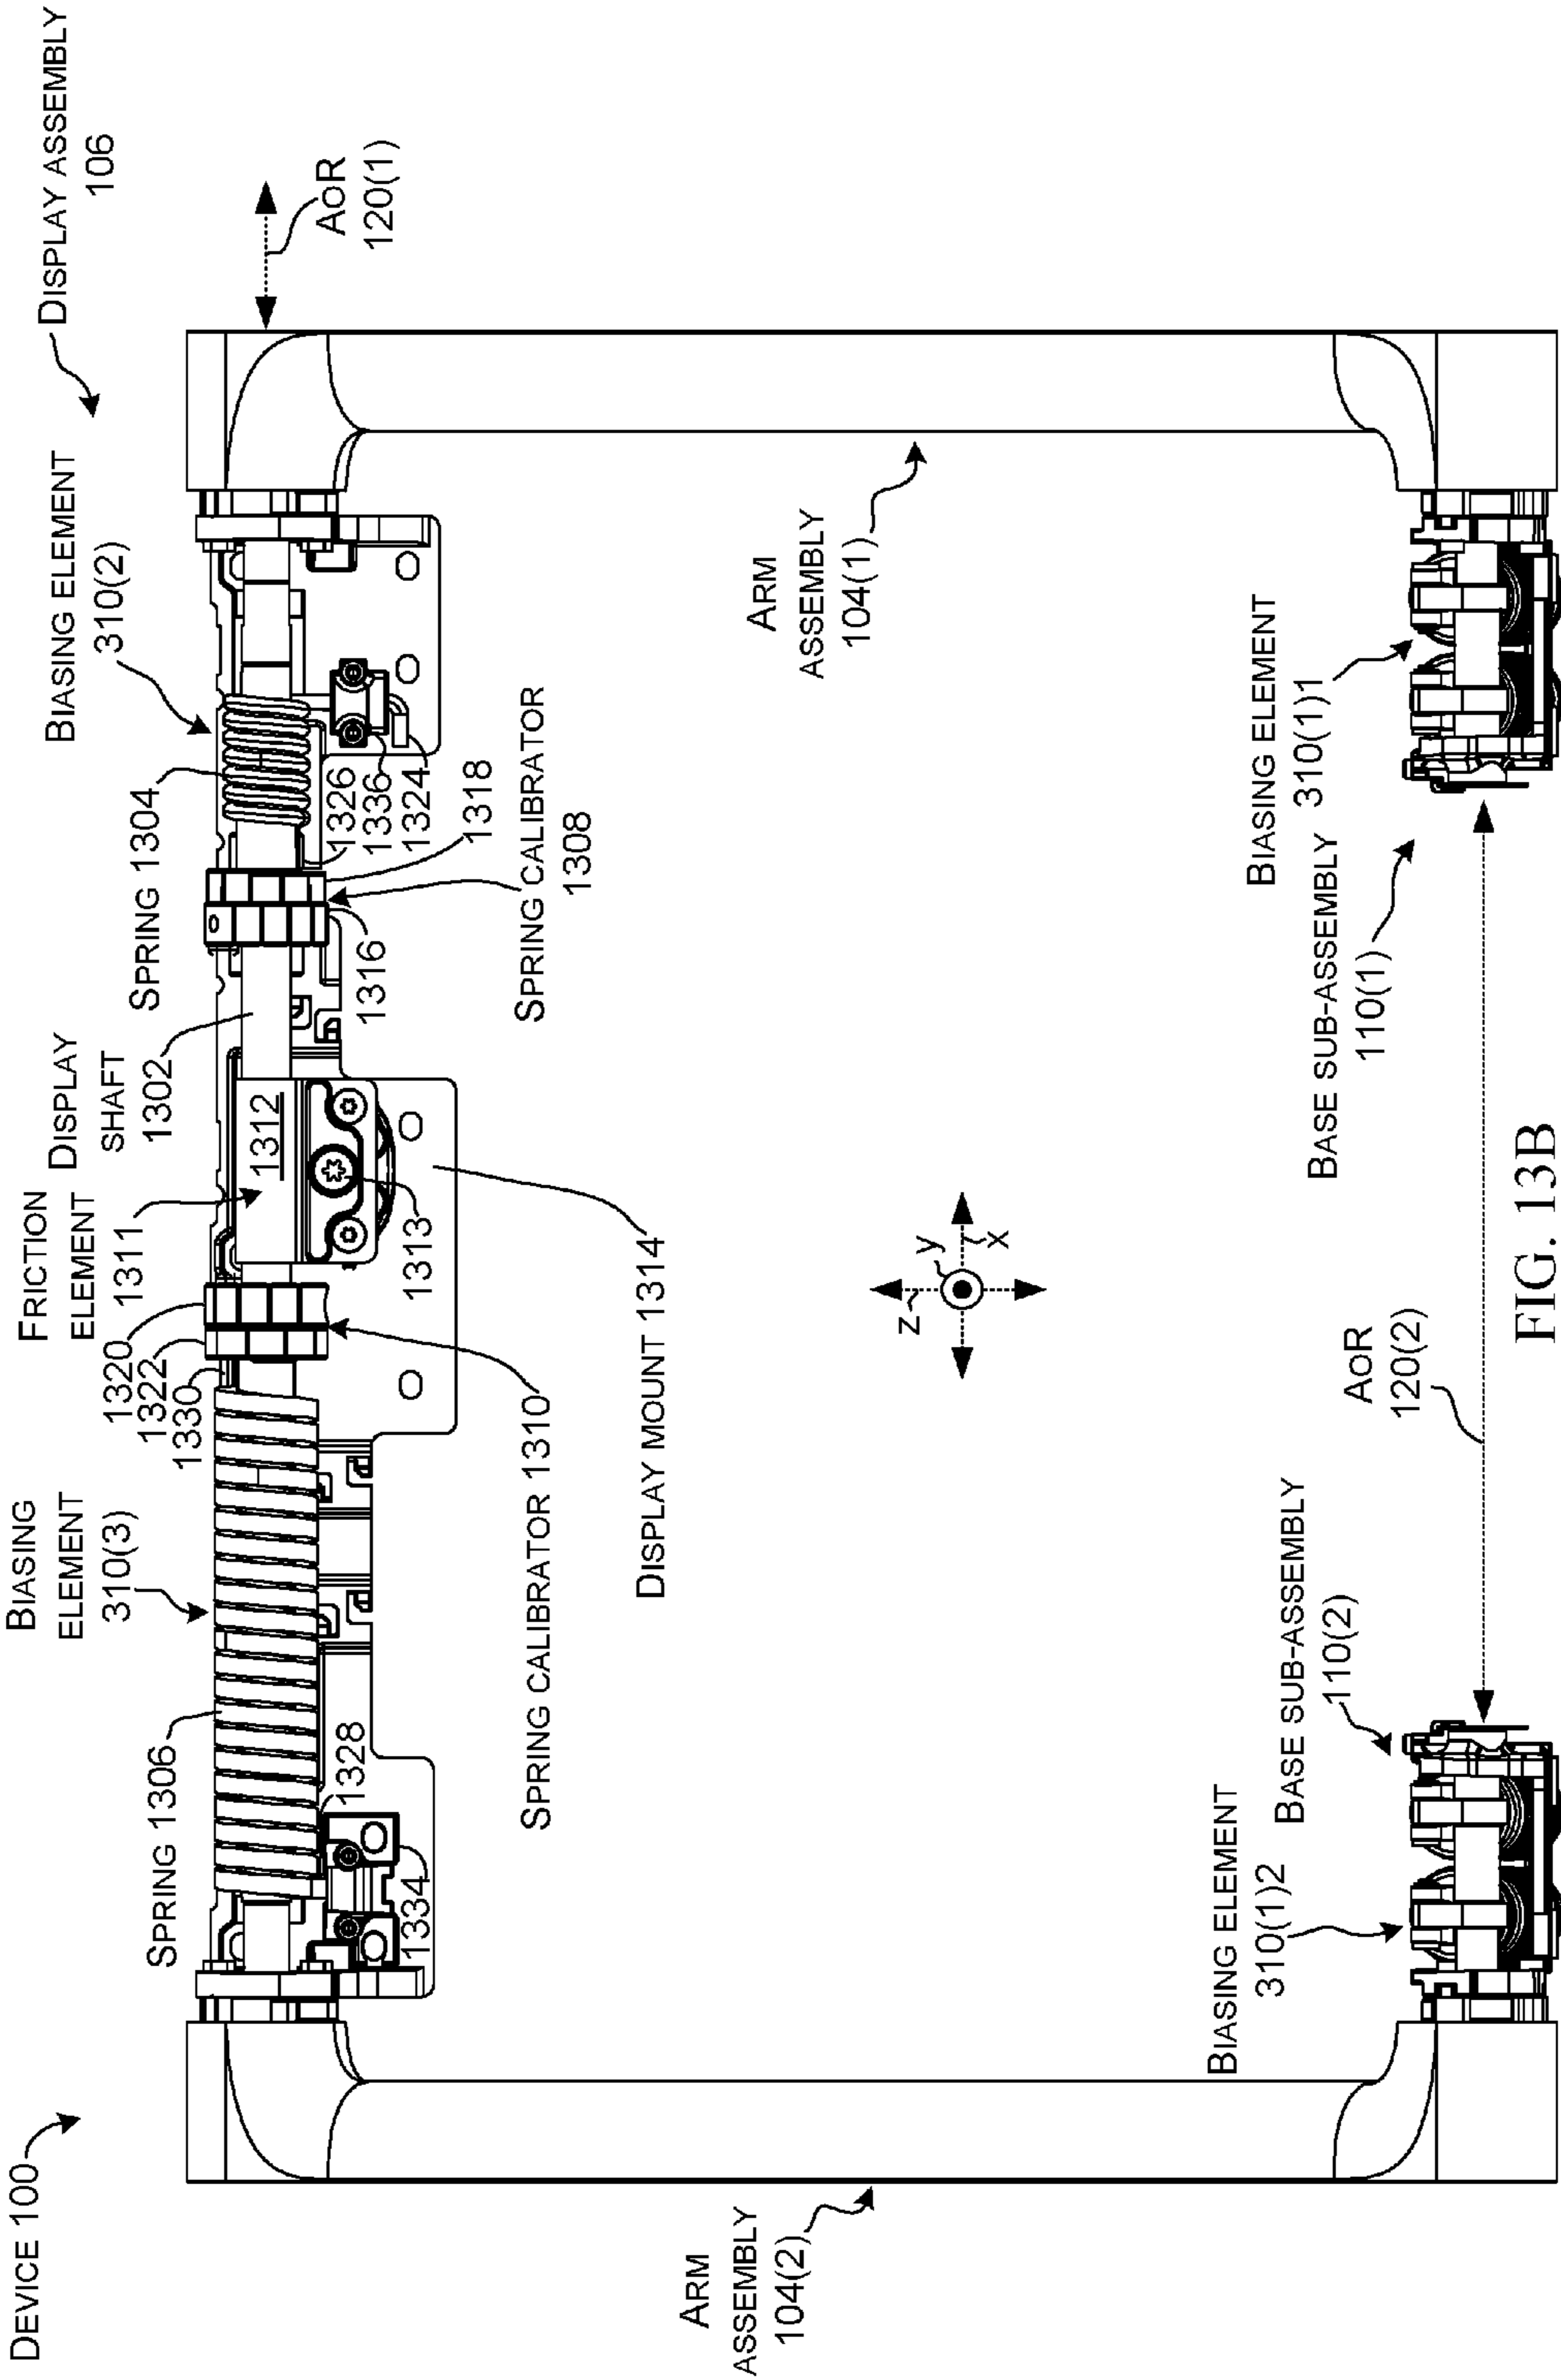 DEVICE 100
DISPLAY ASSEMBLY
106
BIASING
ELEMENT
310(3)
FRICTION
ELEMENT
1311
DISPLAY
SHAFT
1302
BIASING ELEMENT
310(2)
SPRING 1306
1320
1322
1330
SPRING 1304
AOR
120(1)
1312
1328
1334
1313
1316
1326
1336
1324
1318
SPRING CALIBRATOR 1310
SPRING CALIBRATOR
1308
DISPLAY MOUNT 1314
ARM
ASSEMBLY
104(2)
ARM
ASSEMBLY
104(1)
z
y
x
BIASING ELEMENT
310(1)2
BASE SUB-ASSEMBLY
110(2)
AOR
120(2)
BIASING ELEMENT
310(1)1
BASE SUB-ASSEMBLY
110(1)
FIG. 13B